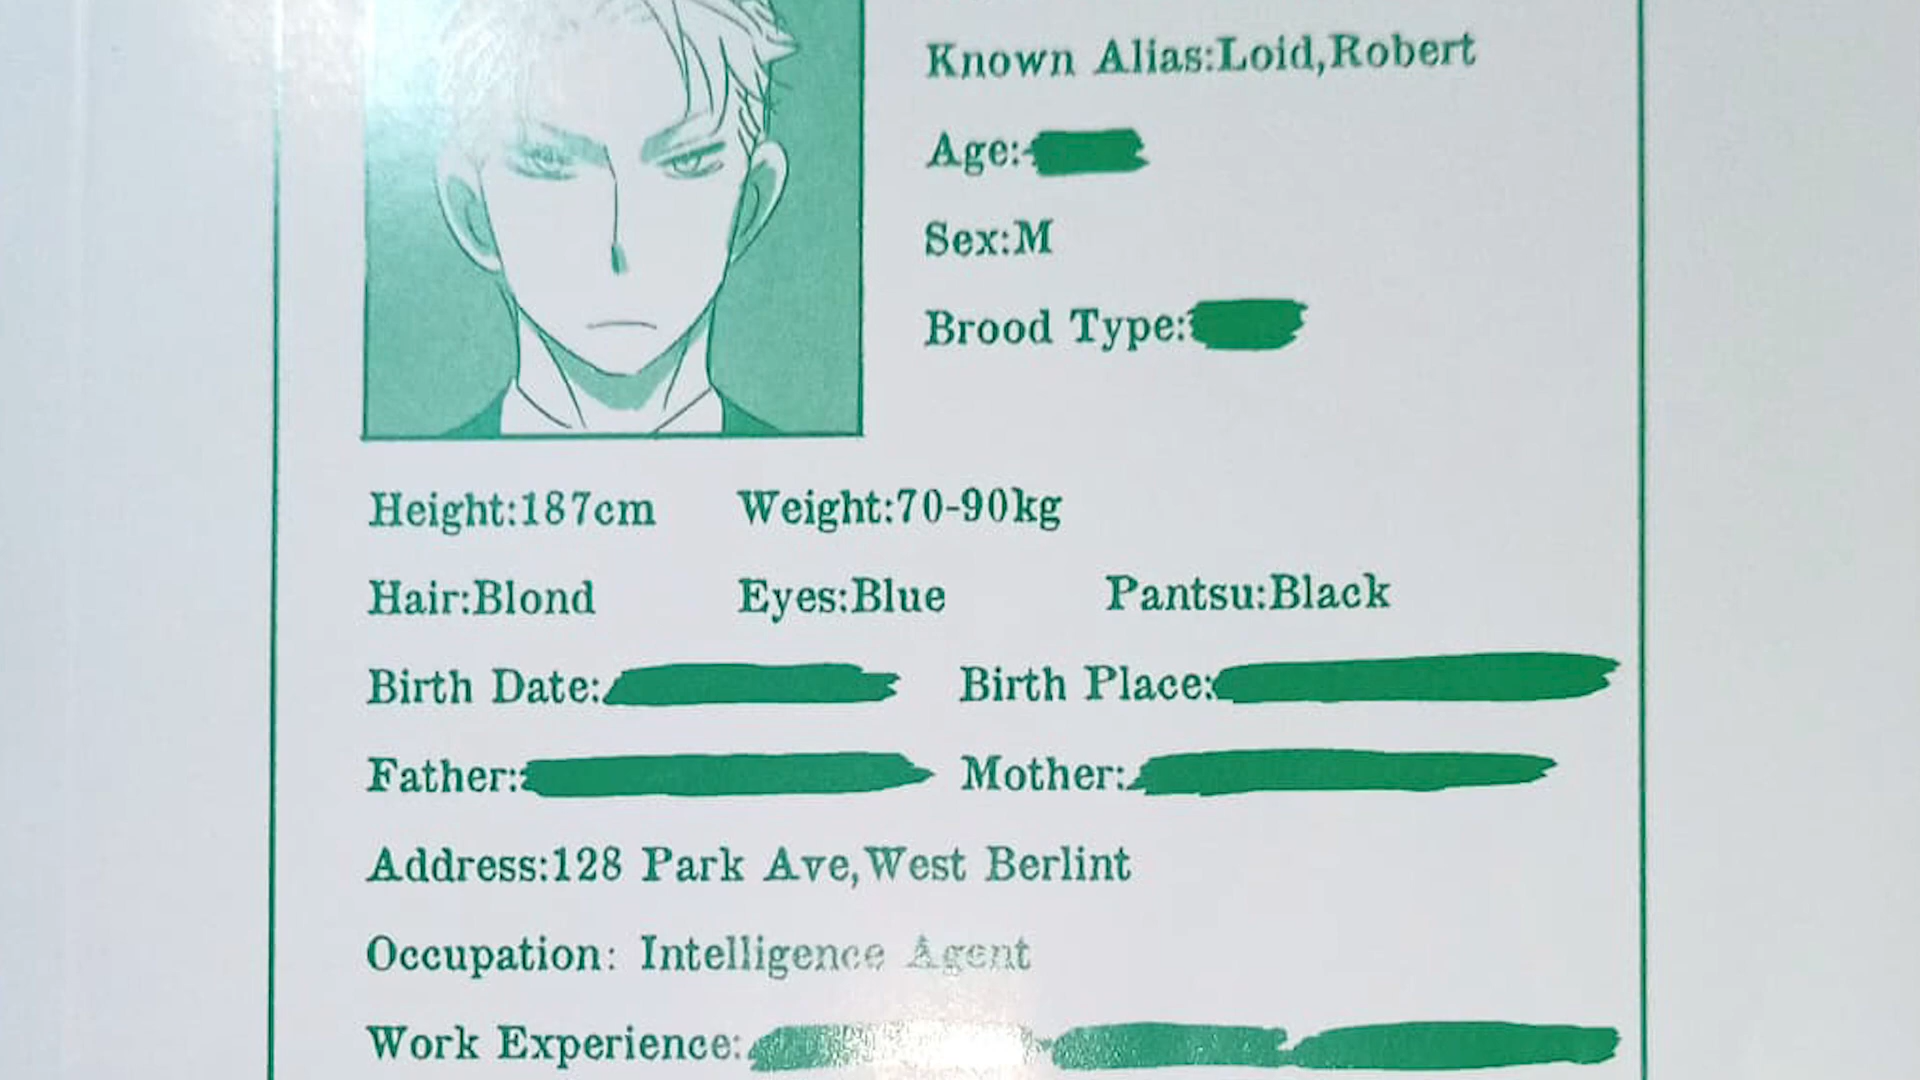 Known Alias:Loid,Robert
Age:
Sex:M
Brood Type:
Height:187cm Weight:70-90kg
Hair:Blond Eyes:Blue Pantsu:Black
Birth Date: Birth Place:
Father: Mother:
Address:128 Park Ave,West Berlint
Occupation: Intelligence Agent
Work Experience: